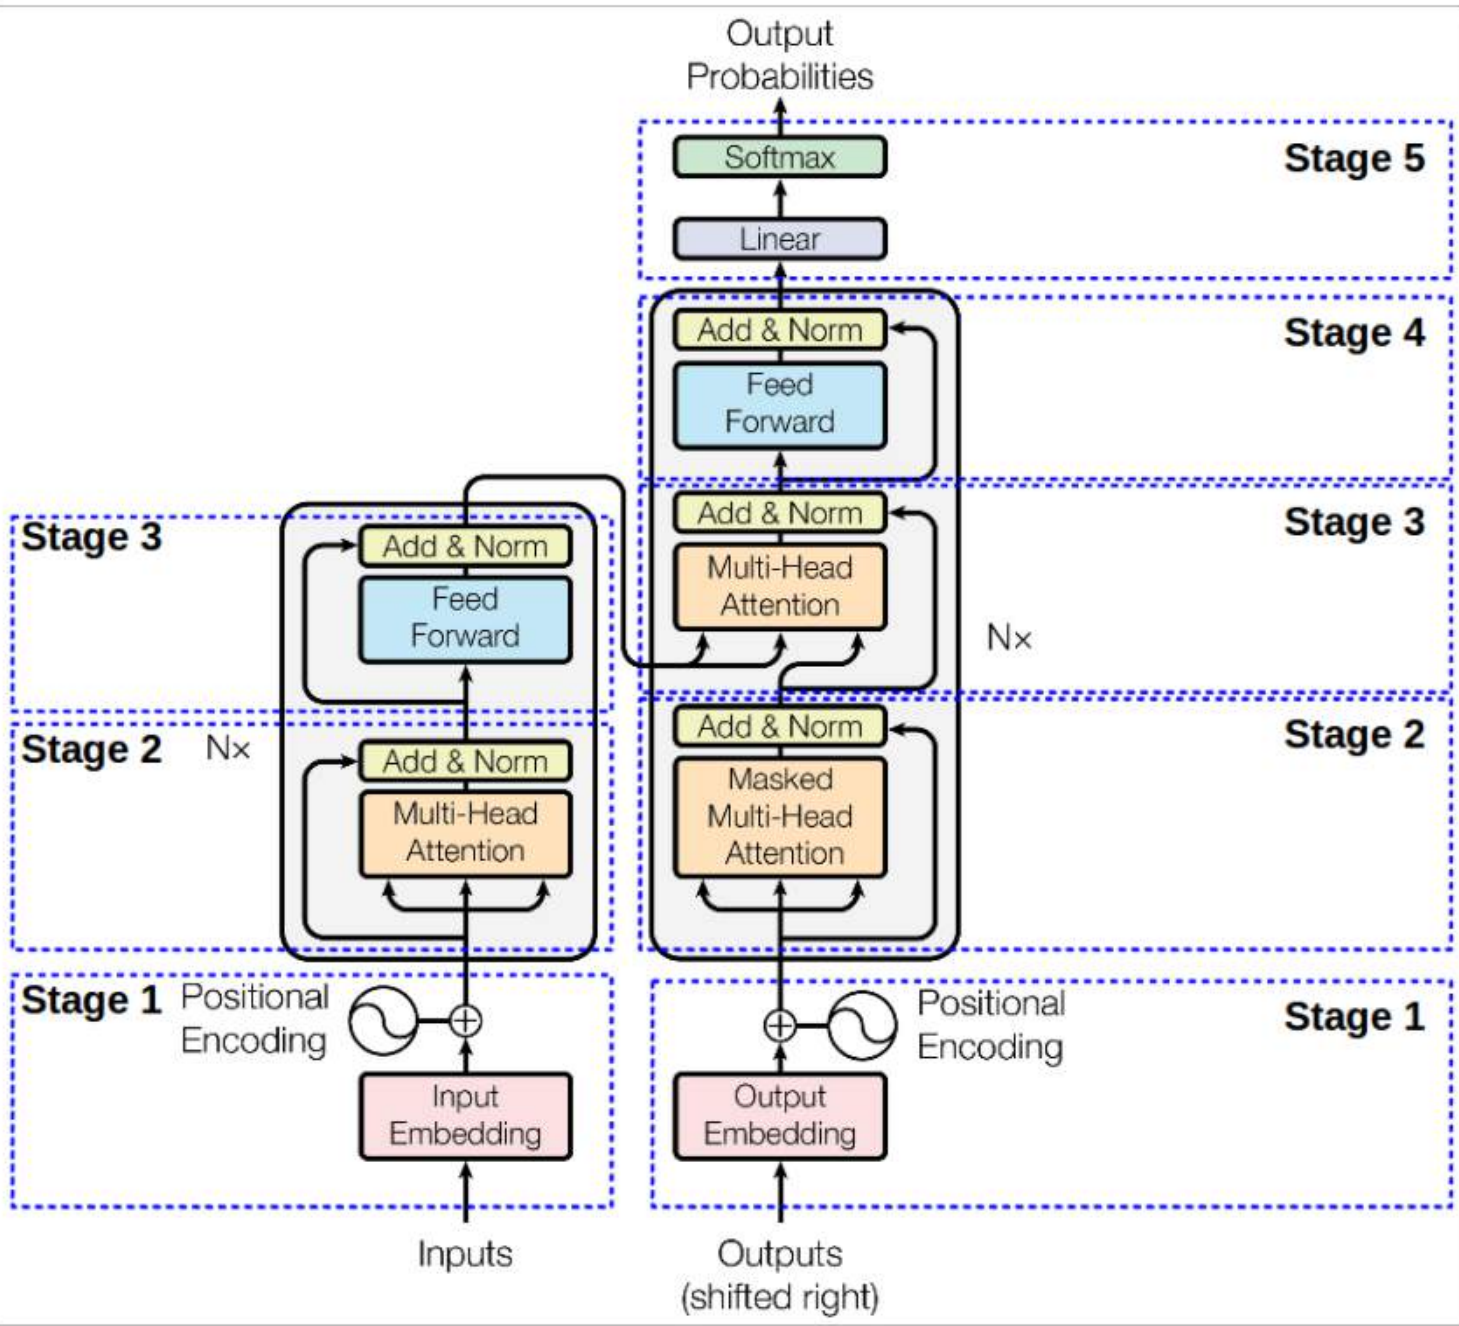 Output
Probabilities
Softmax
Stage 5
Linear
Add & Norm
Stage 4
Feed
Forward
Add & Norm
Stage 3
Multi-Head
Attention
N×
Add & Norm
Stage 2
Masked
Multi-Head
Attention
Stage 3
Add & Norm
Feed
Forward
Stage 2
N×
Add & Norm
Multi-Head
Attention
Stage 1
Positional
Encoding
Input
Embedding
Inputs
Positional
Encoding
Stage 1
Output
Embedding
Outputs
(shifted right)